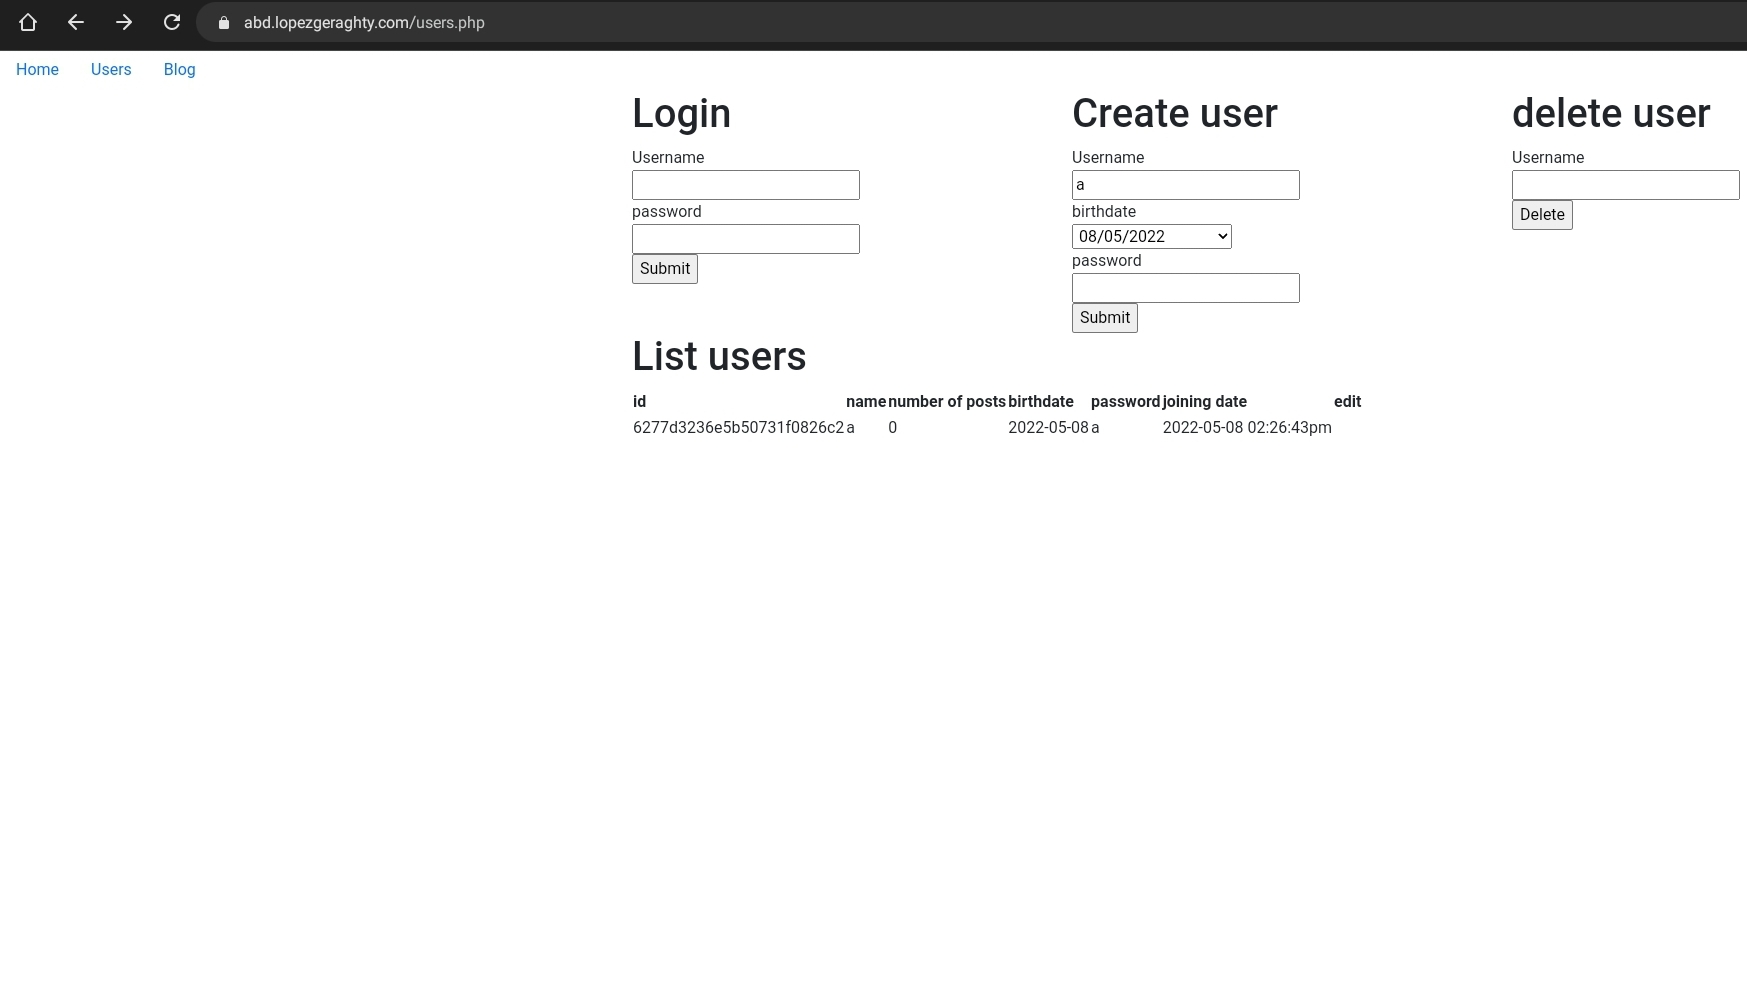 abd.lopezgeraghty.com/users.php
Home Users Blog
Login
Username
password
Submit
Create user
Username
a
birthdate
08/05/2022
password
Submit
delete user
Username
Delete
List users
id name number of posts birthdate password joining date edit
6277d3236e5b50731f0826c2 a 0 2022-05-08 a 2022-05-08 02:26:43pm